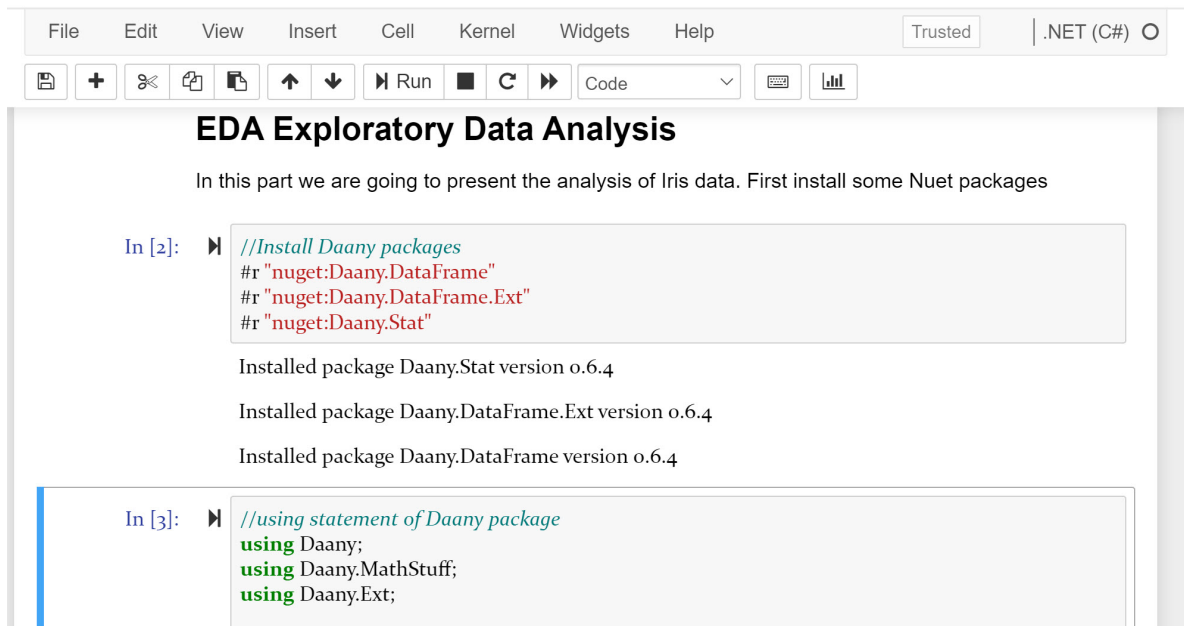 File Edit View Insert Cell Kernel Widgets Help Trusted .NET (C#)
Run Code
EDA Exploratory Data Analysis
In this part we are going to present the analysis of Iris data. First install some Nuet packages
In [2]: //Install Daany packages
#r "nuget:Daany.DataFrame"
#r "nuget:Daany.DataFrame.Ext"
#r "nuget:Daany.Stat"
Installed package Daany.Stat version 0.6.4
Installed package Daany.DataFrame.Ext version 0.6.4
Installed package Daany.DataFrame version 0.6.4
In [3]: //using statement of Daany package
using Daany;
using Daany.MathStuff;
using Daany.Ext;